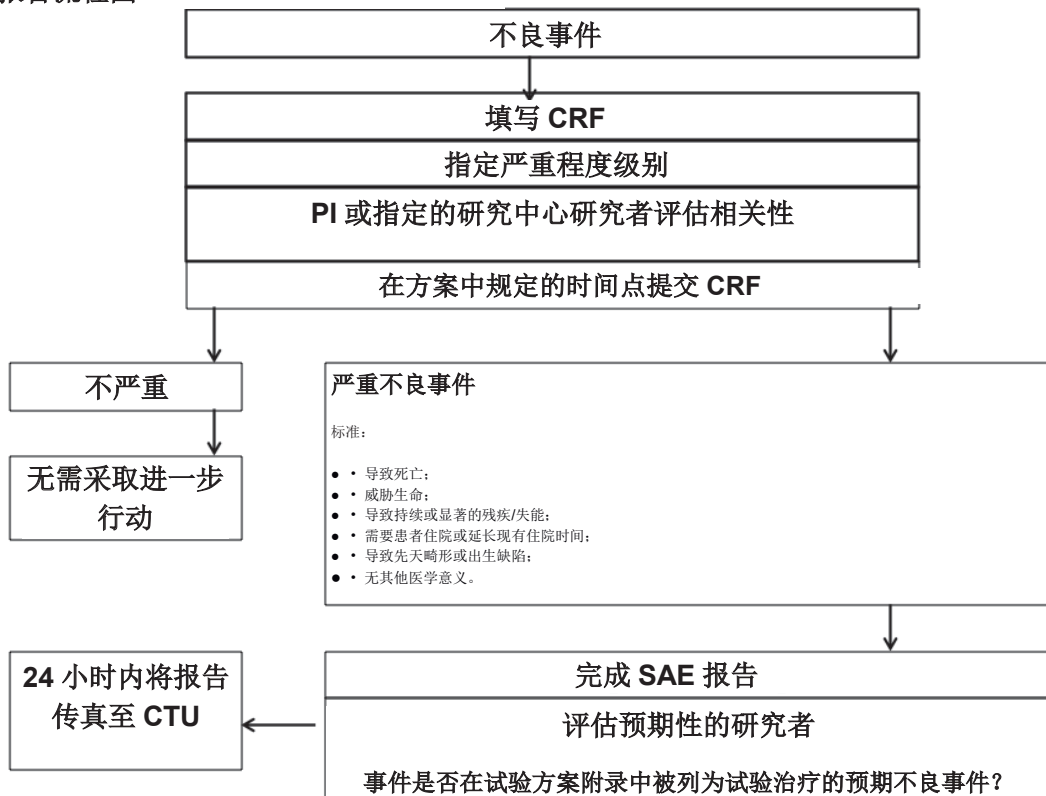 不良事件
填写 CRF
指定严重程度级别
PI 或指定的研究中心研究者评估相关性
在方案中规定的时间点提交 CRF
不严重
无需采取进一步
行动
严重不良事件
标准：
● • 导致死亡；
● • 威胁生命；
● • 导致持续或显著的残疾/失能；
● • 需要患者住院或延长现有住院时间；
● • 导致先天畸形或出生缺陷；
● • 无其他医学意义。
24 小时内将报告
传真至 CTU
完成 SAE 报告
评估预期性的研究者
事件是否在试验方案附录中被列为试验治疗的预期不良事件？